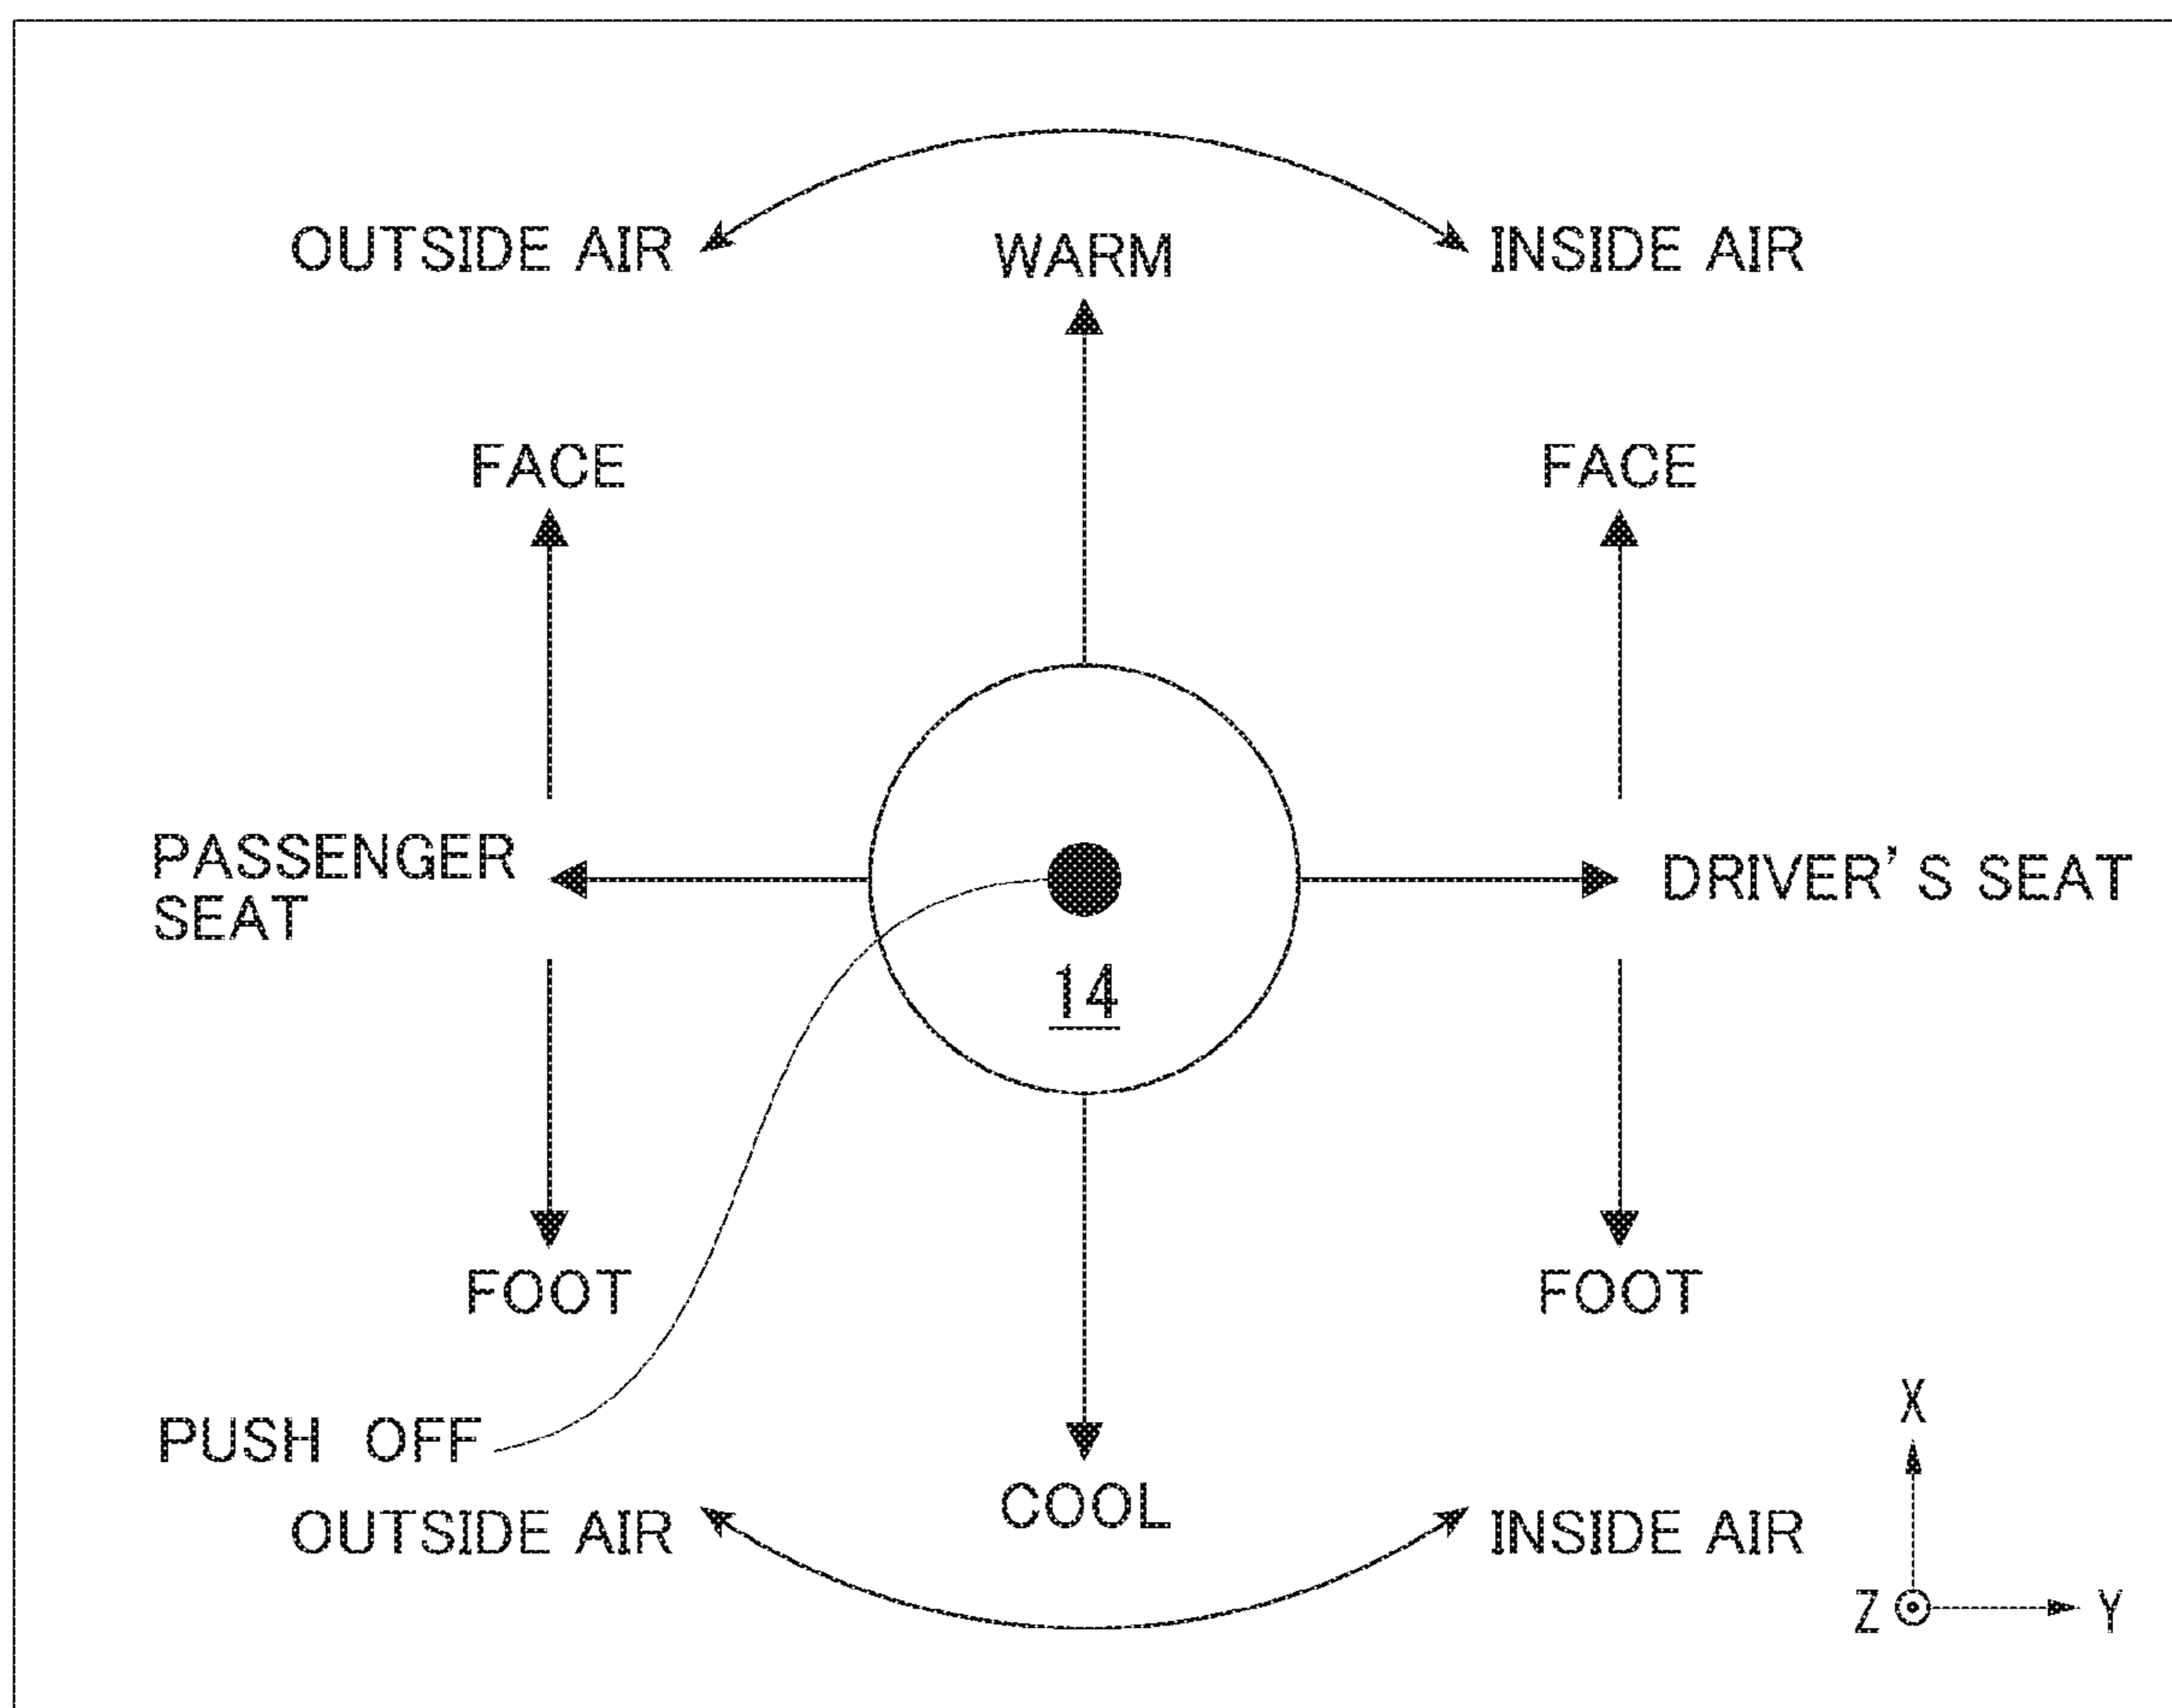 OUTSIDE AIR
WARM
INSIDE AIR
FACE
FACE
PASSENGER
SEAT
DRIVER'S SEAT
14
FOOT
FOOT
PUSH OFF
COOL
OUTSIDE AIR
INSIDE AIR
X
Z
Y